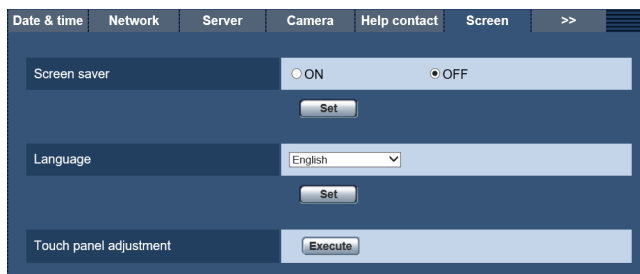 Date & time Network Server Camera Help contact Screen >>
Screen saver ON OFF
Set
Language English
Set
Touch panel adjustment Execute